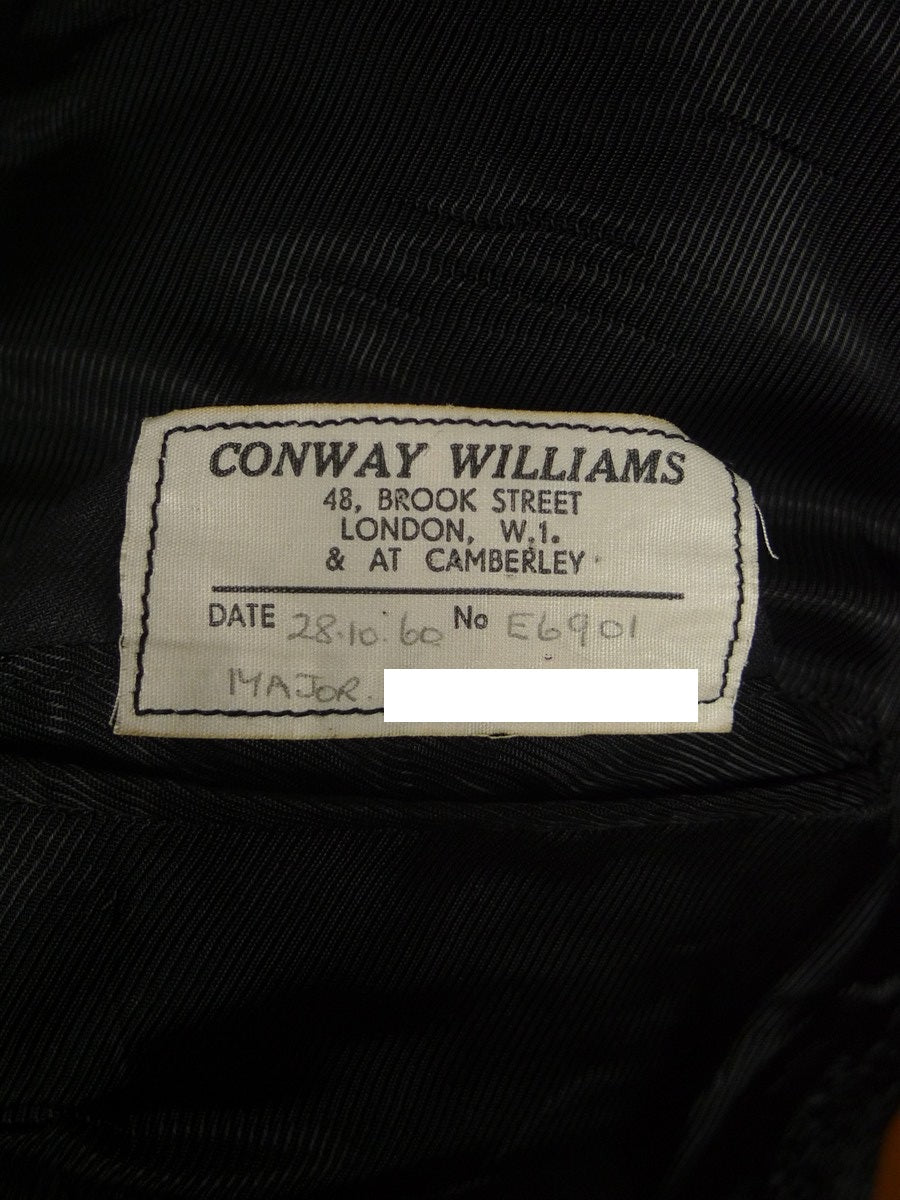 CONWAY WILLIAMS
48, BROOK STREET
LONDON, W.1.
& AT CAMBERLEY
DATE 28.10.60 No E6901
MAJOR.